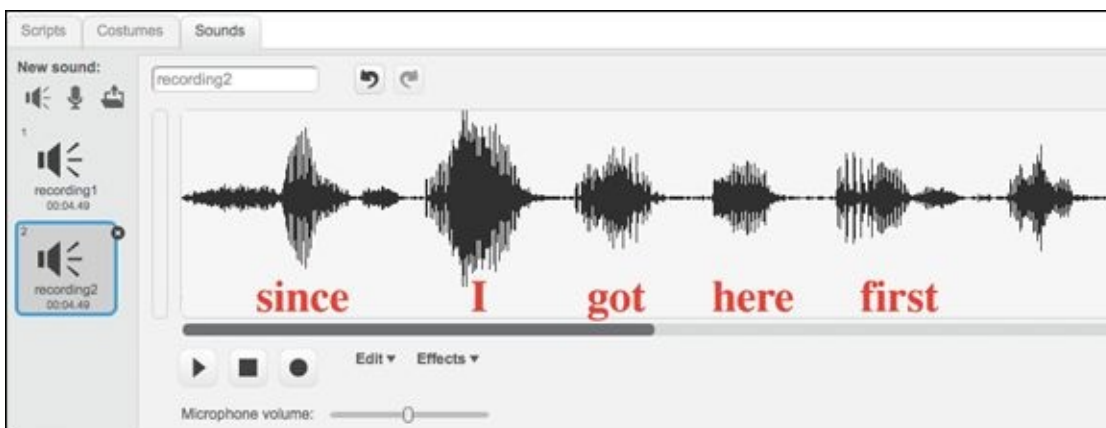 Scripts Costumes Sounds
New sound:
recording2
1
recording1
00:04.49
2
recording2
00:04.49
since I got here first
Edit ▾ Effects ▾
Microphone volume: